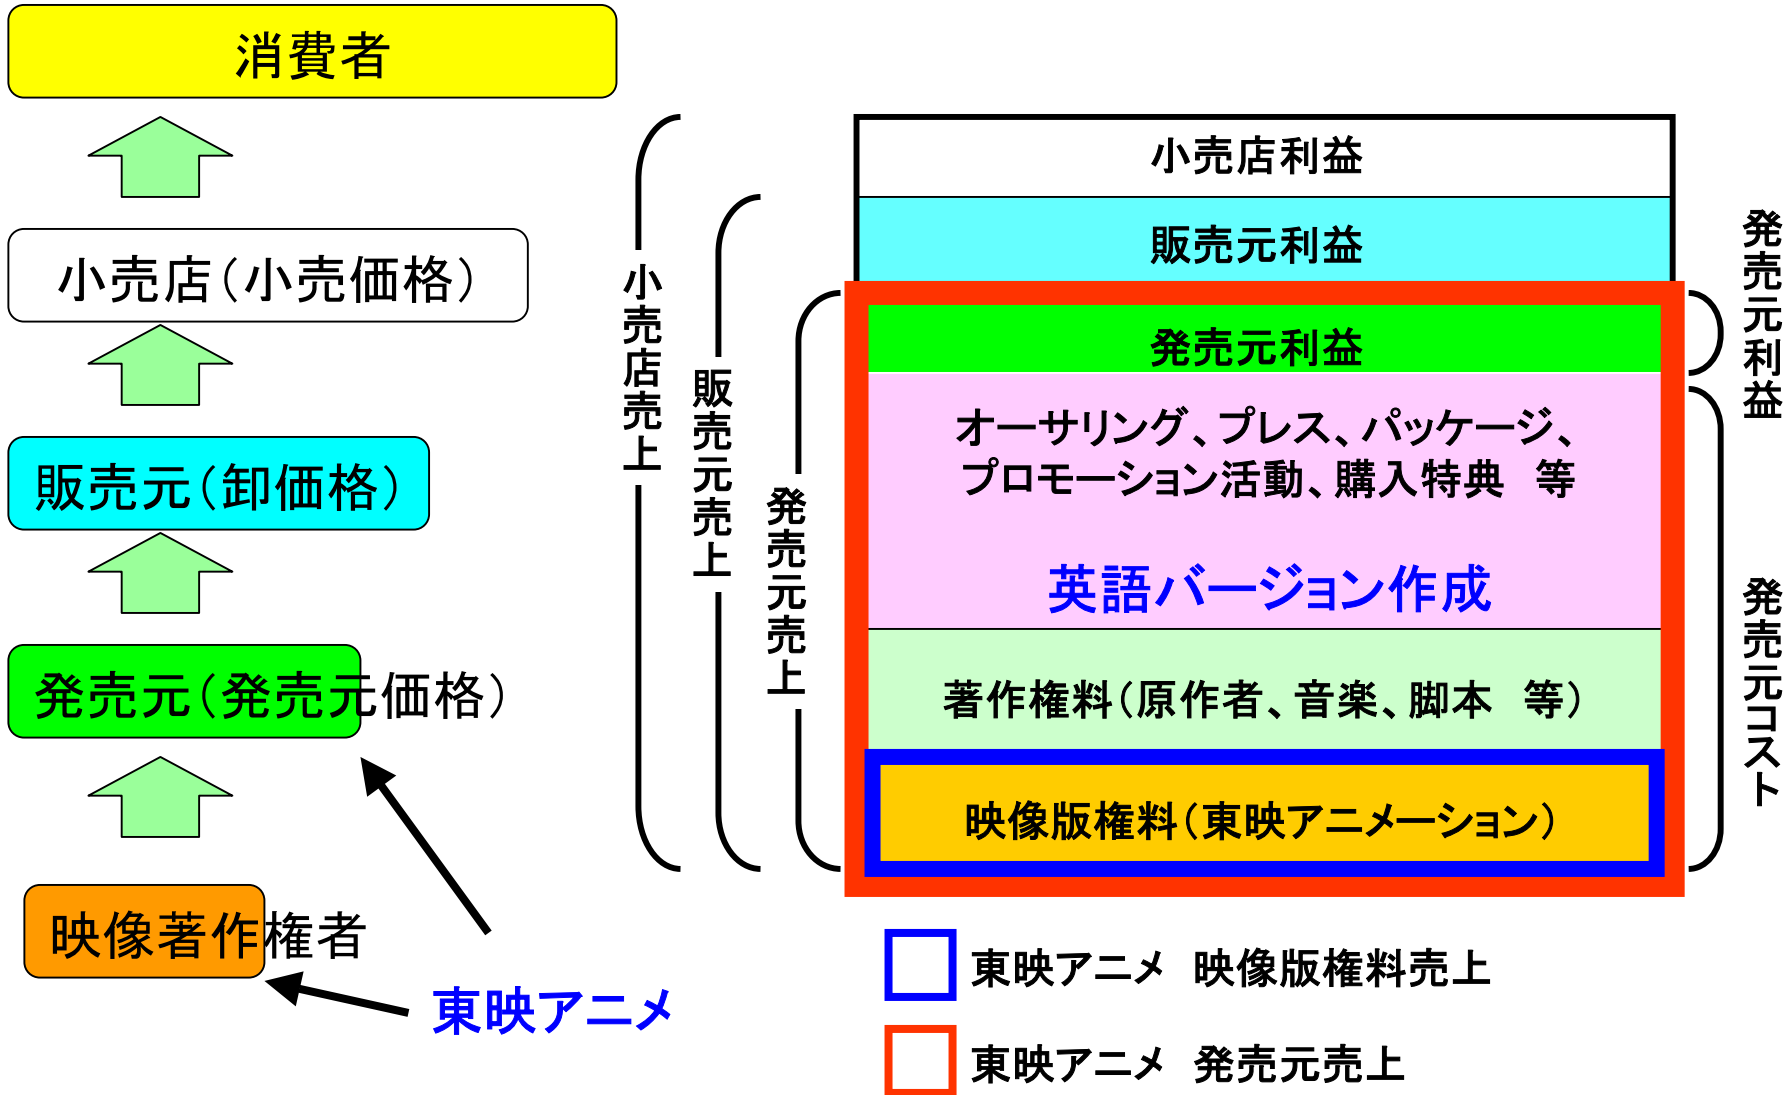 消費者
小売店（小売価格）
販売元（卸価格）
発売元（発売元価格）
映像著作権者
東映アニメ
小売店売上
販売元売上
発売元売上
小売店利益
販売元利益
発売元利益
オーサリング、プレス、パッケージ、
プロモーション活動、購入特典　等
英語バージョン作成
著作権料（原作者、音楽、脚本　等）
映像版権料（東映アニメーション）
発売元利益
発売元コスト
東映アニメ　映像版権料売上
東映アニメ　発売元売上